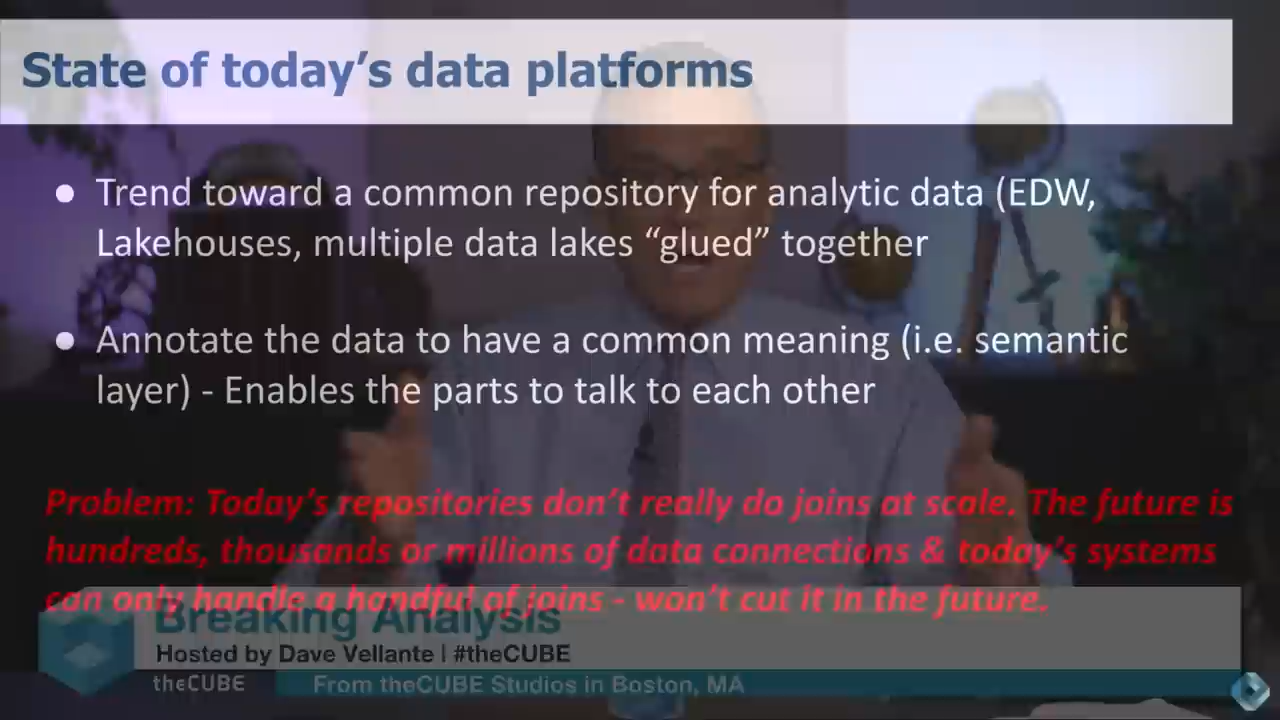 State of today's data platforms
● Trend toward a common repository for analytic data (EDW,
Lakehouses, multiple data lakes “glued” together
● Annotate the data to have a common meaning (i.e. semantic
layer) - Enables the parts to talk to each other
Problem: Today's repositories don't really do joins at scale. The future is
hundreds, thousands or millions of data connections & today's systems
can only handle a handful of joins - won't cut it in the future.
Breaking Analysis
Hosted by Dave Vellante | #theCUBE
theCUBE
From theCUBE Studios in Boston, MA